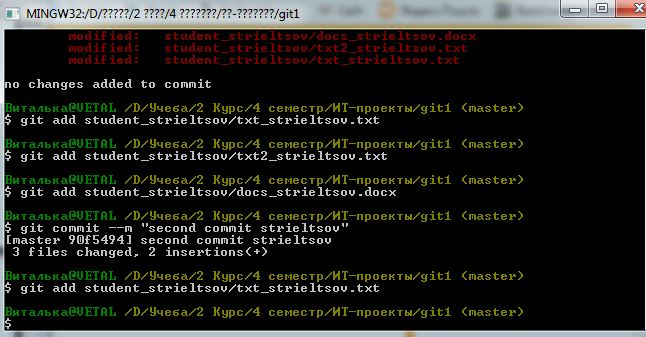 MINGW32:/D/?????/2 ????/4 ???????/??-???????/git1
modified: student_strieltsov/docs_strieltsov.docx
modified: student_strieltsov/txt2_strieltsov.txt
modified: student_strieltsov/txt_strieltsov.txt
no changes added to commit
Виталька@VETAL /D/Учеба/2 Курс/4 семестр/ИТ-проекты/git1 (master)
$ git add student_strieltsov/txt_strieltsov.txt
Виталька@VETAL /D/Учеба/2 Курс/4 семестр/ИТ-проекты/git1 (master)
$ git add student_strieltsov/txt2_strieltsov.txt
Виталька@VETAL /D/Учеба/2 Курс/4 семестр/ИТ-проекты/git1 (master)
$ git add student_strieltsov/docs_strieltsov.docx
Виталька@VETAL /D/Учеба/2 Курс/4 семестр/ИТ-проекты/git1 (master)
$ git commit --m "second commit strieltsov"
[master 90f5494] second commit strieltsov
3 files changed, 2 insertions(+)
Виталька@VETAL /D/Учеба/2 Курс/4 семестр/ИТ-проекты/git1 (master)
$ git add student_strieltsov/txt_strieltsov.txt
Виталька@VETAL /D/Учеба/2 Курс/4 семестр/ИТ-проекты/git1 (master)
$